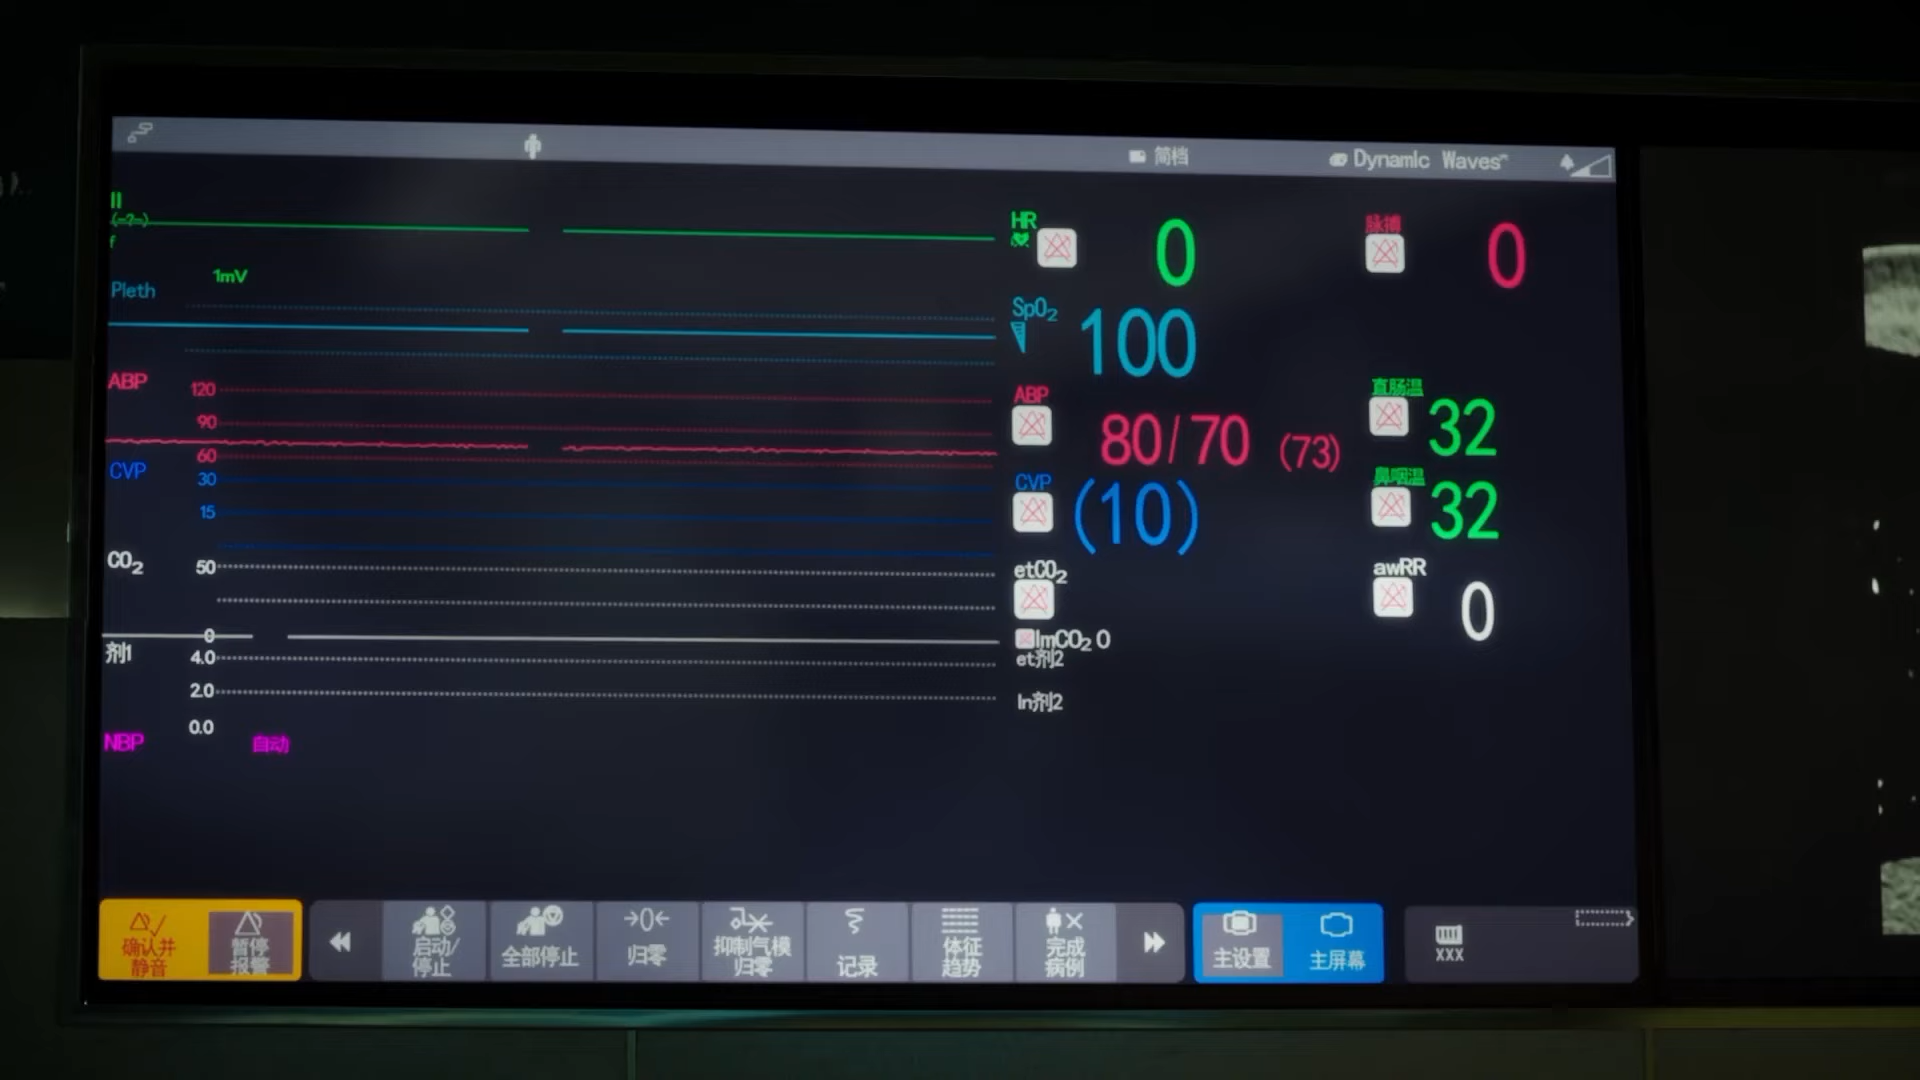 简档
Dynamic Waves
II
(-?-)
f
1mV
HR
0
脉搏
0
Pleth
SpO2
100
ABP
120
90
60
ABP
80/70 (73)
直肠温
32
CVP
30
15
CVP
(10)
鼻咽温
32
CO2
50
0
etCO2
awRR
0
ImCO2 0
剂1
4.0
2.0
0.0
et剂2
In剂2
NBP
自动
确认并
静音
暂停
报警
启动/
停止
全部停止
归零
抑制气模
归零
记录
体征
趋势
完成
病例
主设置
主屏幕
XXX